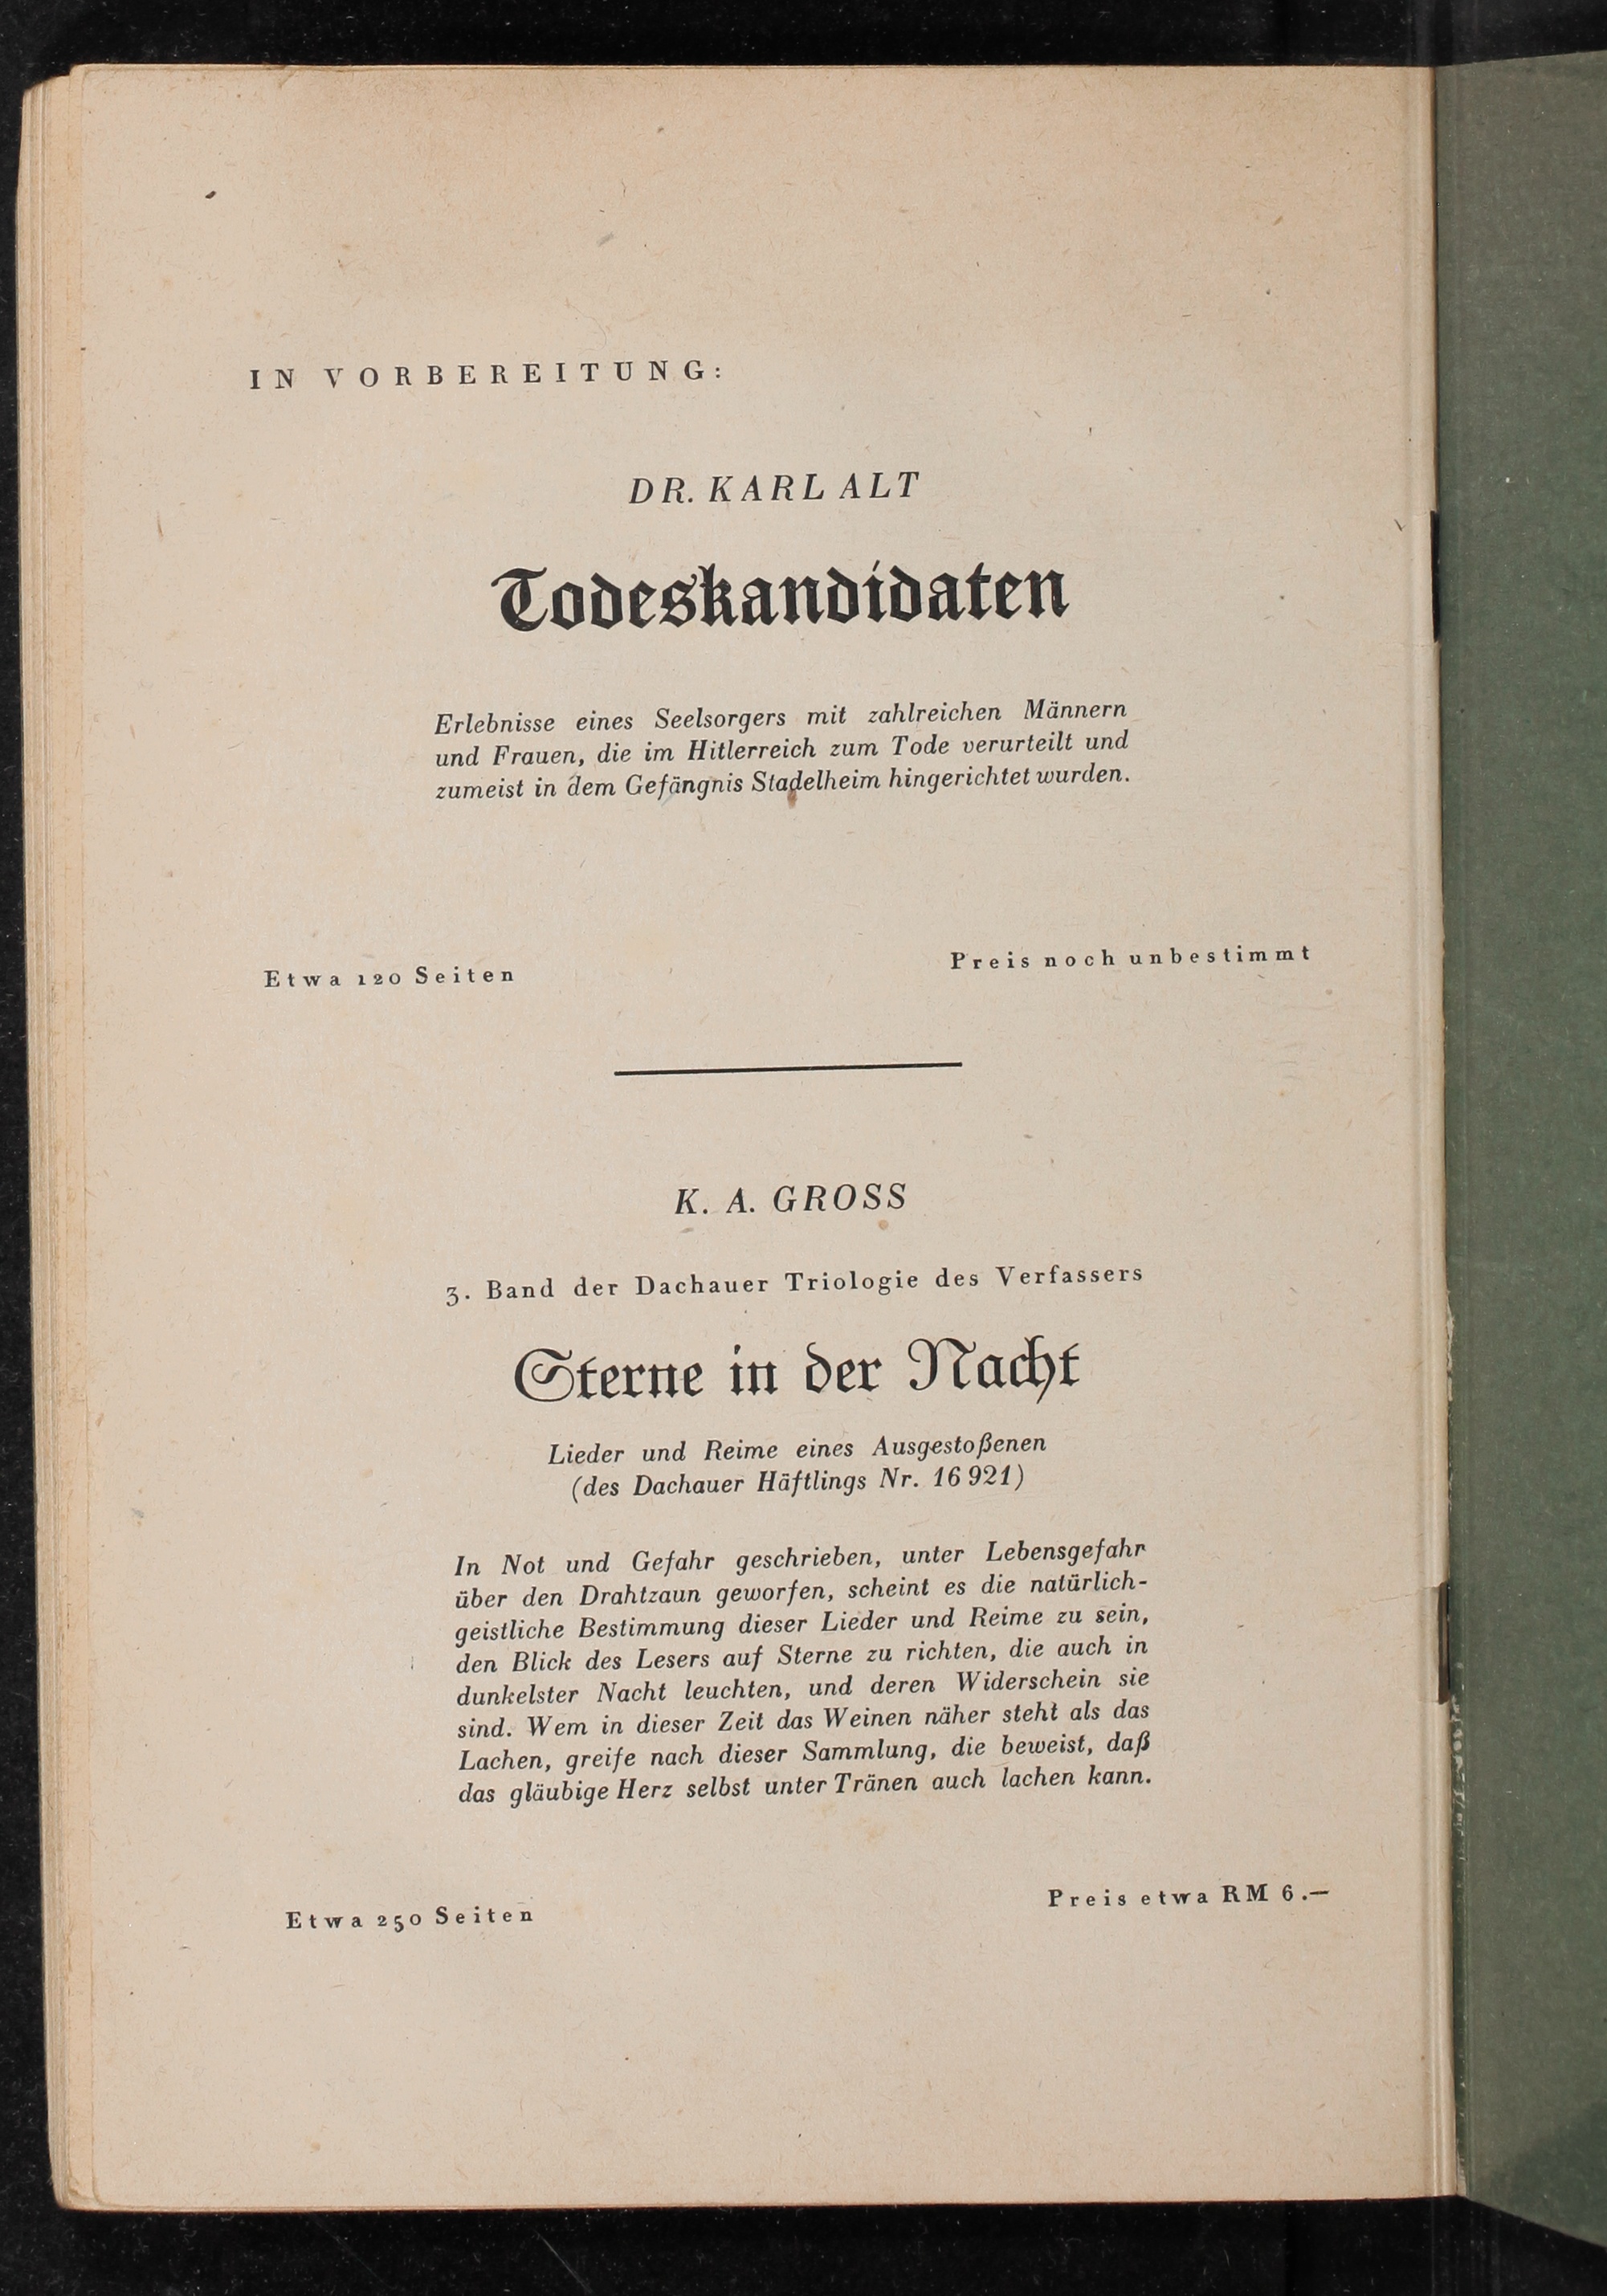 IN VORBEREITUNG:
DR. KARL ALT
Todeskandidaten
Erlebnisse eines Seelsorgers mit zahlreichen Männern
und Frauen, die im Hitlerreich zum Tode verurteilt und
zumeist in dem Gefängnis Stadelheim hingerichtet wurden.
Etwa 120 Seiten
Preis noch unbestimmt
K. A. GROSS
3. Band der Dachauer Triologie des Verfassers
Sterne in der Nacht
Lieder und Reime eines Ausgestoßenen
(des Dachauer Häftlings Nr. 16 921)
In Not und Gefahr geschrieben, unter Lebensgefahr
über den Drahtzaun geworfen, scheint es die natürlich-
geistliche Bestimmung dieser Lieder und Reime zu sein,
den Blick des Lesers auf Sterne zu richten, die auch in
dunkelster Nacht leuchten, und deren Widerschein sie
sind. Wem in dieser Zeit das Weinen näher steht als das
Lachen, greife nach dieser Sammlung, die beweist, daß
das gläubige Herz selbst unter Tränen auch lachen kann.
Etwa 250 Seiten
Preis etwa RM 6.—